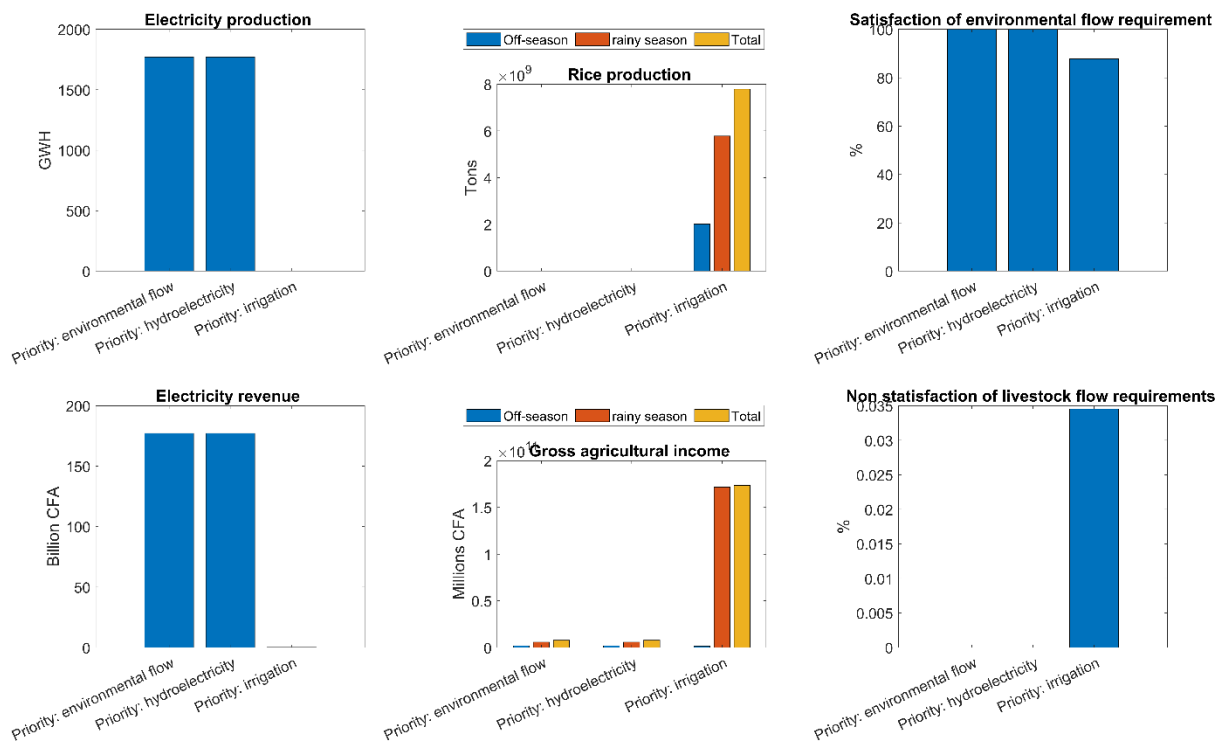 Electricity production
2000
1500
1000
500
0
GWH
Priority: environmental flow
Priority: hydroelectricity
Priority: irrigation
Off-season rainy season Total
×10^9
Rice production
8
6
4
2
0
Tons
Priority: environmental flow
Priority: hydroelectricity
Priority: irrigation
Satisfaction of environmental flow requirement
100
80
60
40
20
0
%
Priority: environmental flow
Priority: hydroelectricity
Priority: irrigation
Electricity revenue
200
150
100
50
0
Billion CFA
Priority: environmental flow
Priority: hydroelectricity
Priority: irrigation
Off-season rainy season Total
×10^11
Gross agricultural income
2
1.5
1
0.5
0
Millions CFA
Priority: environmental flow
Priority: hydroelectricity
Priority: irrigation
Non statisfaction of livestock flow requirements
0.035
0.03
0.025
0.02
0.015
0.01
0.005
0
%
Priority: environmental flow
Priority: hydroelectricity
Priority: irrigation